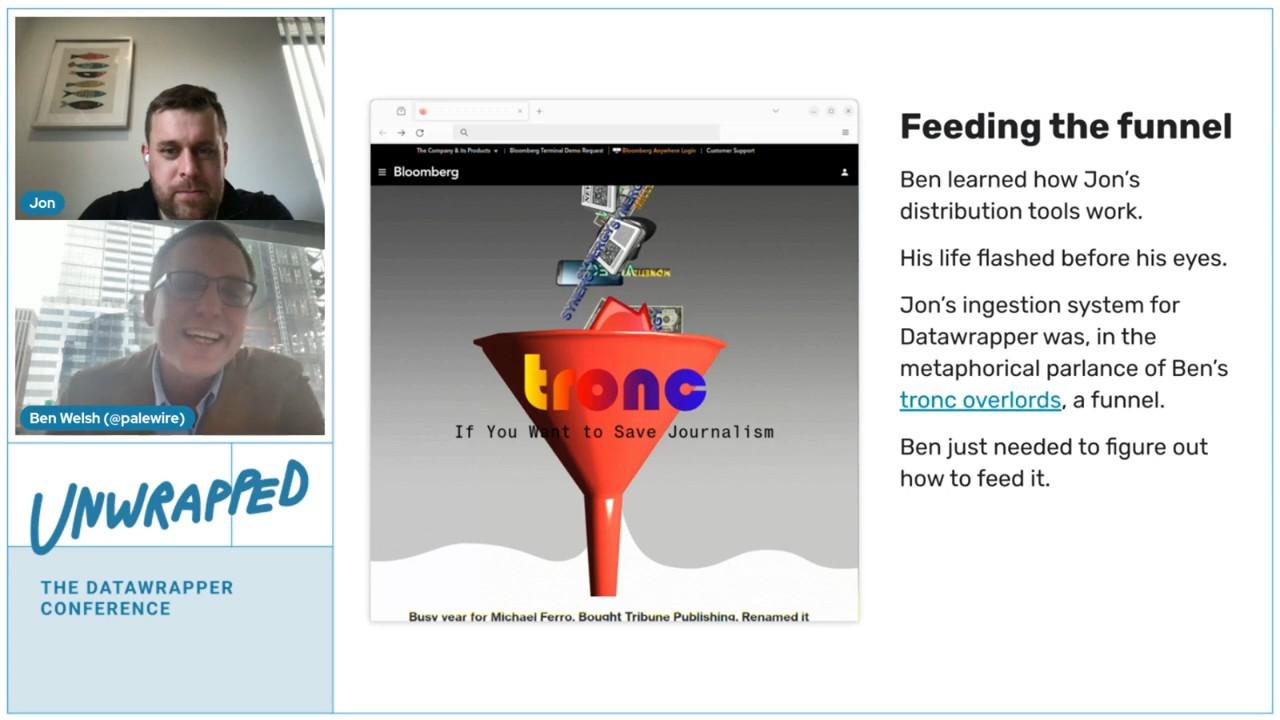 Jon
Ben Welsh (@palewire)
UNWRAPPED
THE DATAWRAPPER
CONFERENCE
The Company & its Products
Bloomberg Terminal Demo Request
Bloomberg Anywhere Login
Customer Support
Bloomberg
SYNERGY
tronc
If You Want to Save Journalism
Busy year for Michael Ferro. Bought Tribune Publishing. Renamed it
Feeding the funnel
Ben learned how Jon’s
distribution tools work.
His life flashed before his eyes.
Jon’s ingestion system for
Datawrapper was, in the
metaphorical parlance of Ben’s
tronc overlords, a funnel.
Ben just needed to figure out
how to feed it.